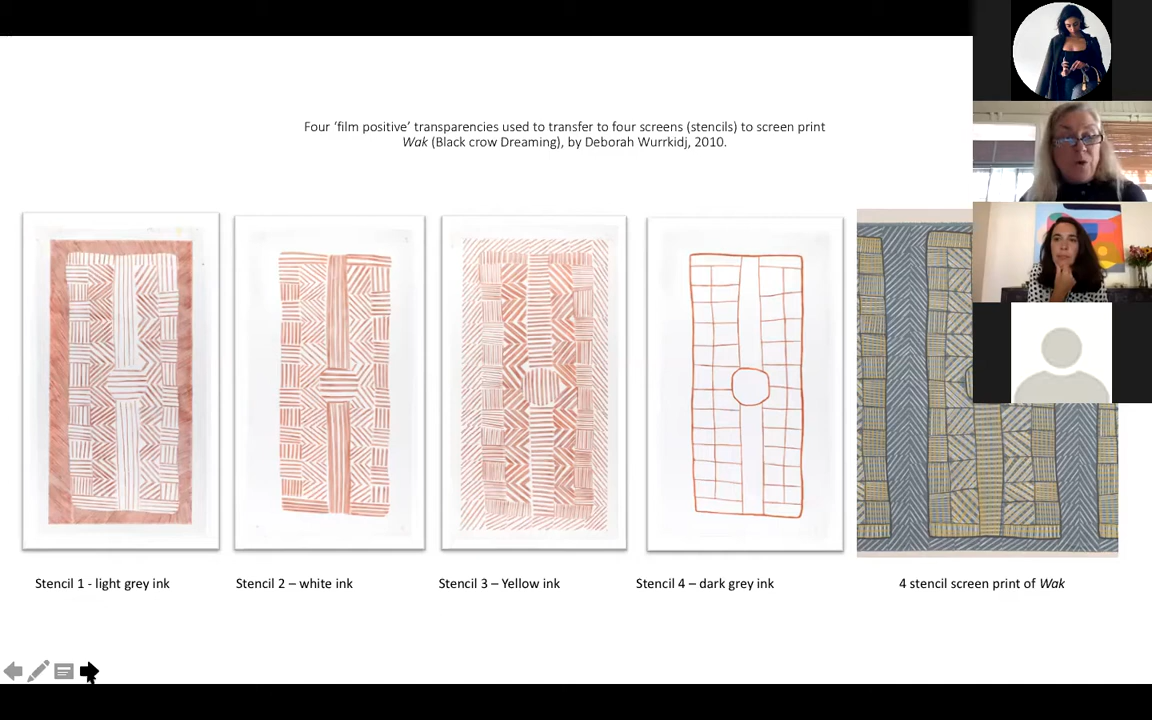 Four ‘film positive’ transparencies used to transfer to four screens (stencils) to screen print
Wak (Black crow Dreaming), by Deborah Wurrkidj, 2010.
Stencil 1 - light grey ink
Stencil 2 – white ink
Stencil 3 – Yellow ink
Stencil 4 – dark grey ink
4 stencil screen print of Wak